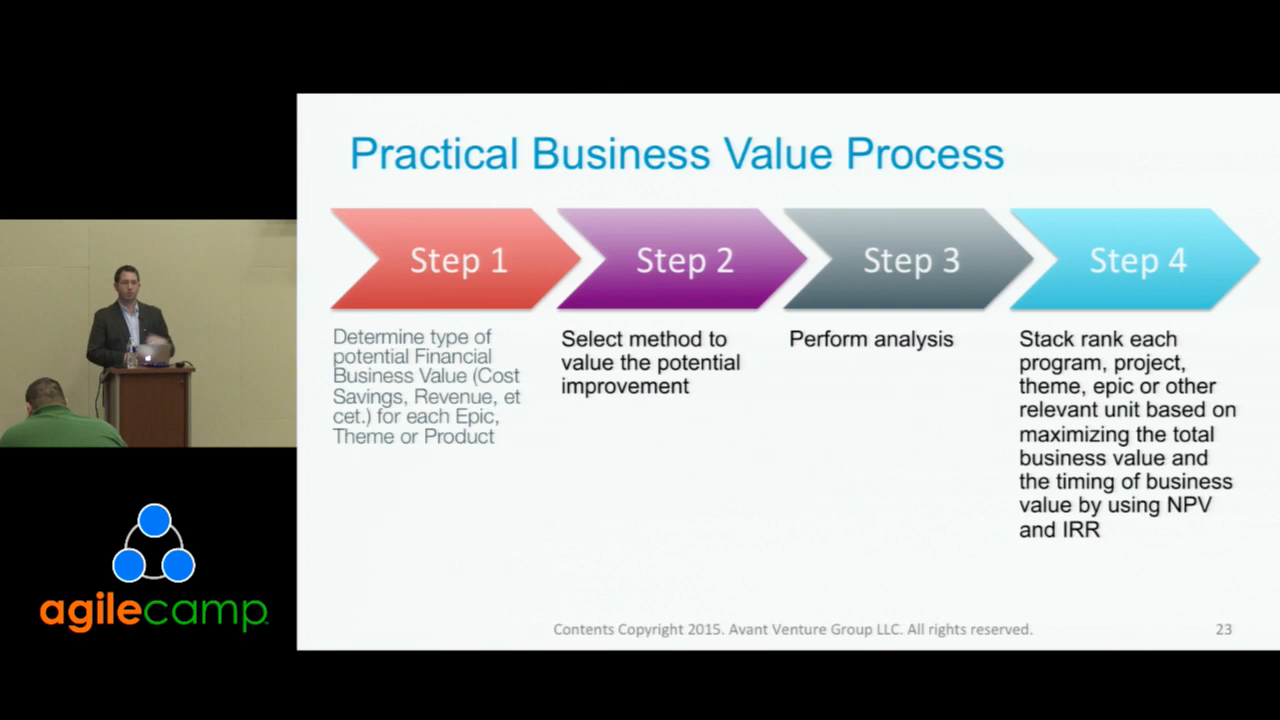 Practical Business Value Process
Step 1
Step 2
Step 3
Step 4
Determine type of
potential Financial
Business Value (Cost
Savings, Revenue, et
cet.) for each Epic,
Theme or Product
Select method to
value the potential
improvement
Perform analysis
Stack rank each
program, project,
theme, epic or other
relevant unit based on
maximizing the total
business value and
the timing of business
value by using NPV
and IRR
agilecamp
Contents Copyright 2015. Avant Venture Group LLC. All rights reserved.
23